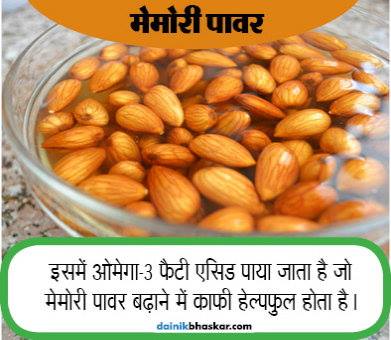 मेमोरी पावर
इसमें ओमेगा-3 फैटी एसिड पाया जाता है जो
मेमोरी पावर बढ़ाने में काफी हेल्पफुल होता है।
dainikbhaskar.com